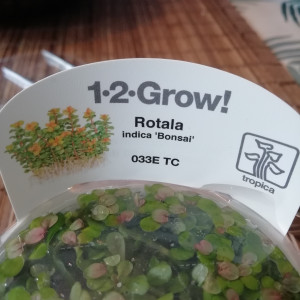 1·2·Grow!
Rotala
indica 'Bonsai'
033E TC
tropica